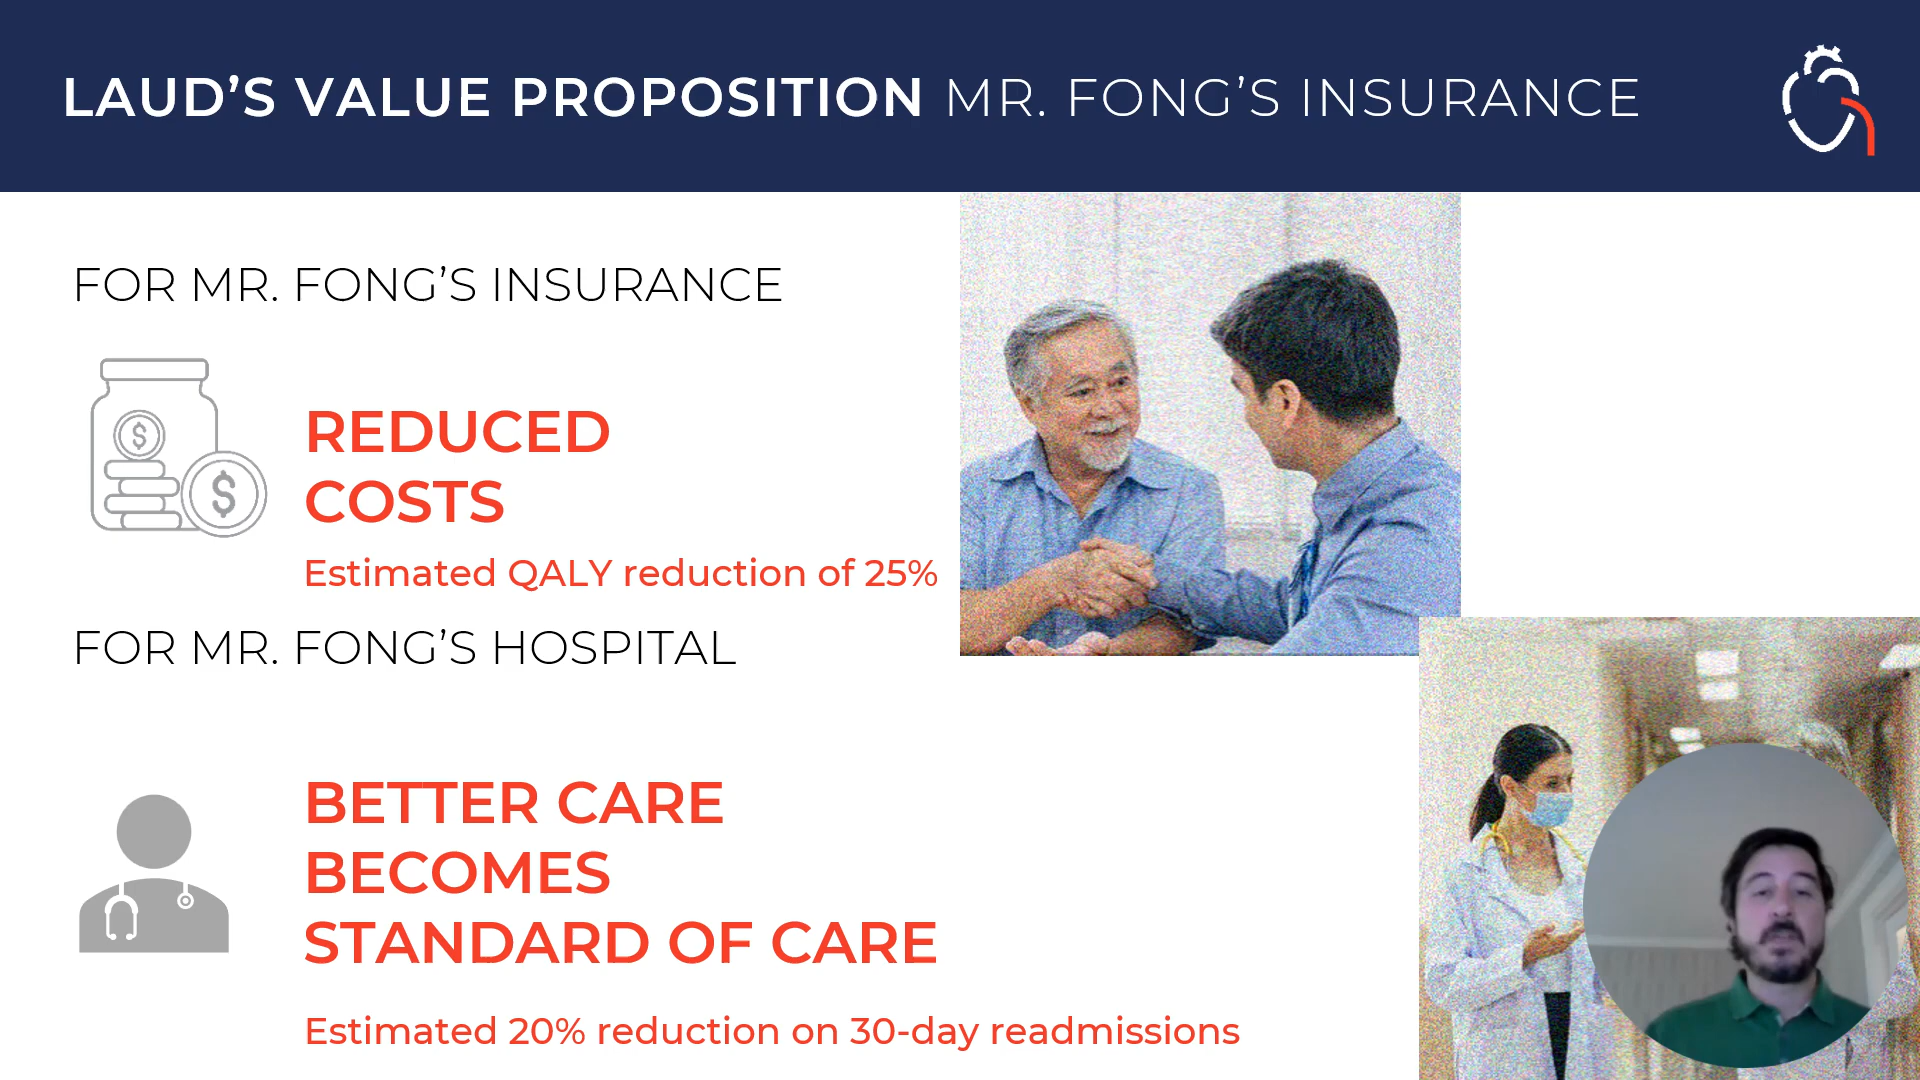 LAUD’S VALUE PROPOSITION MR. FONG’S INSURANCE
FOR MR. FONG’S INSURANCE
$
$
REDUCED
COSTS
Estimated QALY reduction of 25%
FOR MR. FONG’S HOSPITAL
BETTER CARE
BECOMES
STANDARD OF CARE
Estimated 20% reduction on 30-day readmissions